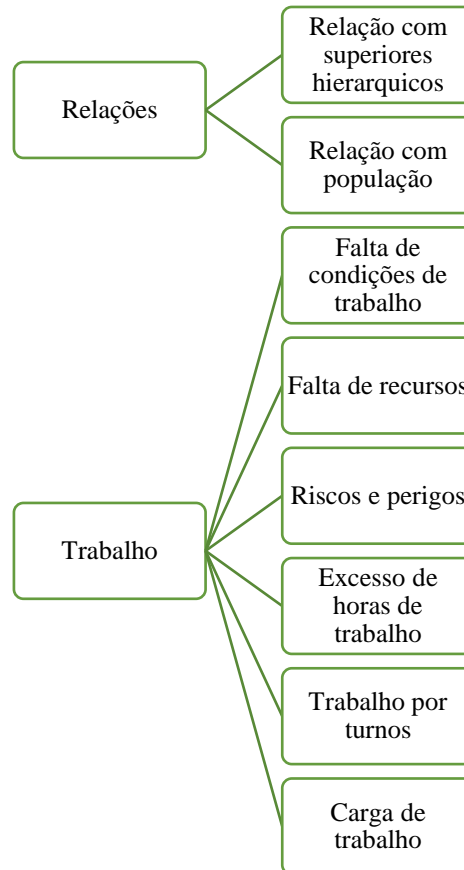 Relações
Relação com
superiores
hierarquicos
Relação com
população
Trabalho
Falta de
condições de
trabalho
Falta de recursos
Riscos e perigos
Excesso de
horas de
trabalho
Trabalho por
turnos
Carga de
trabalho